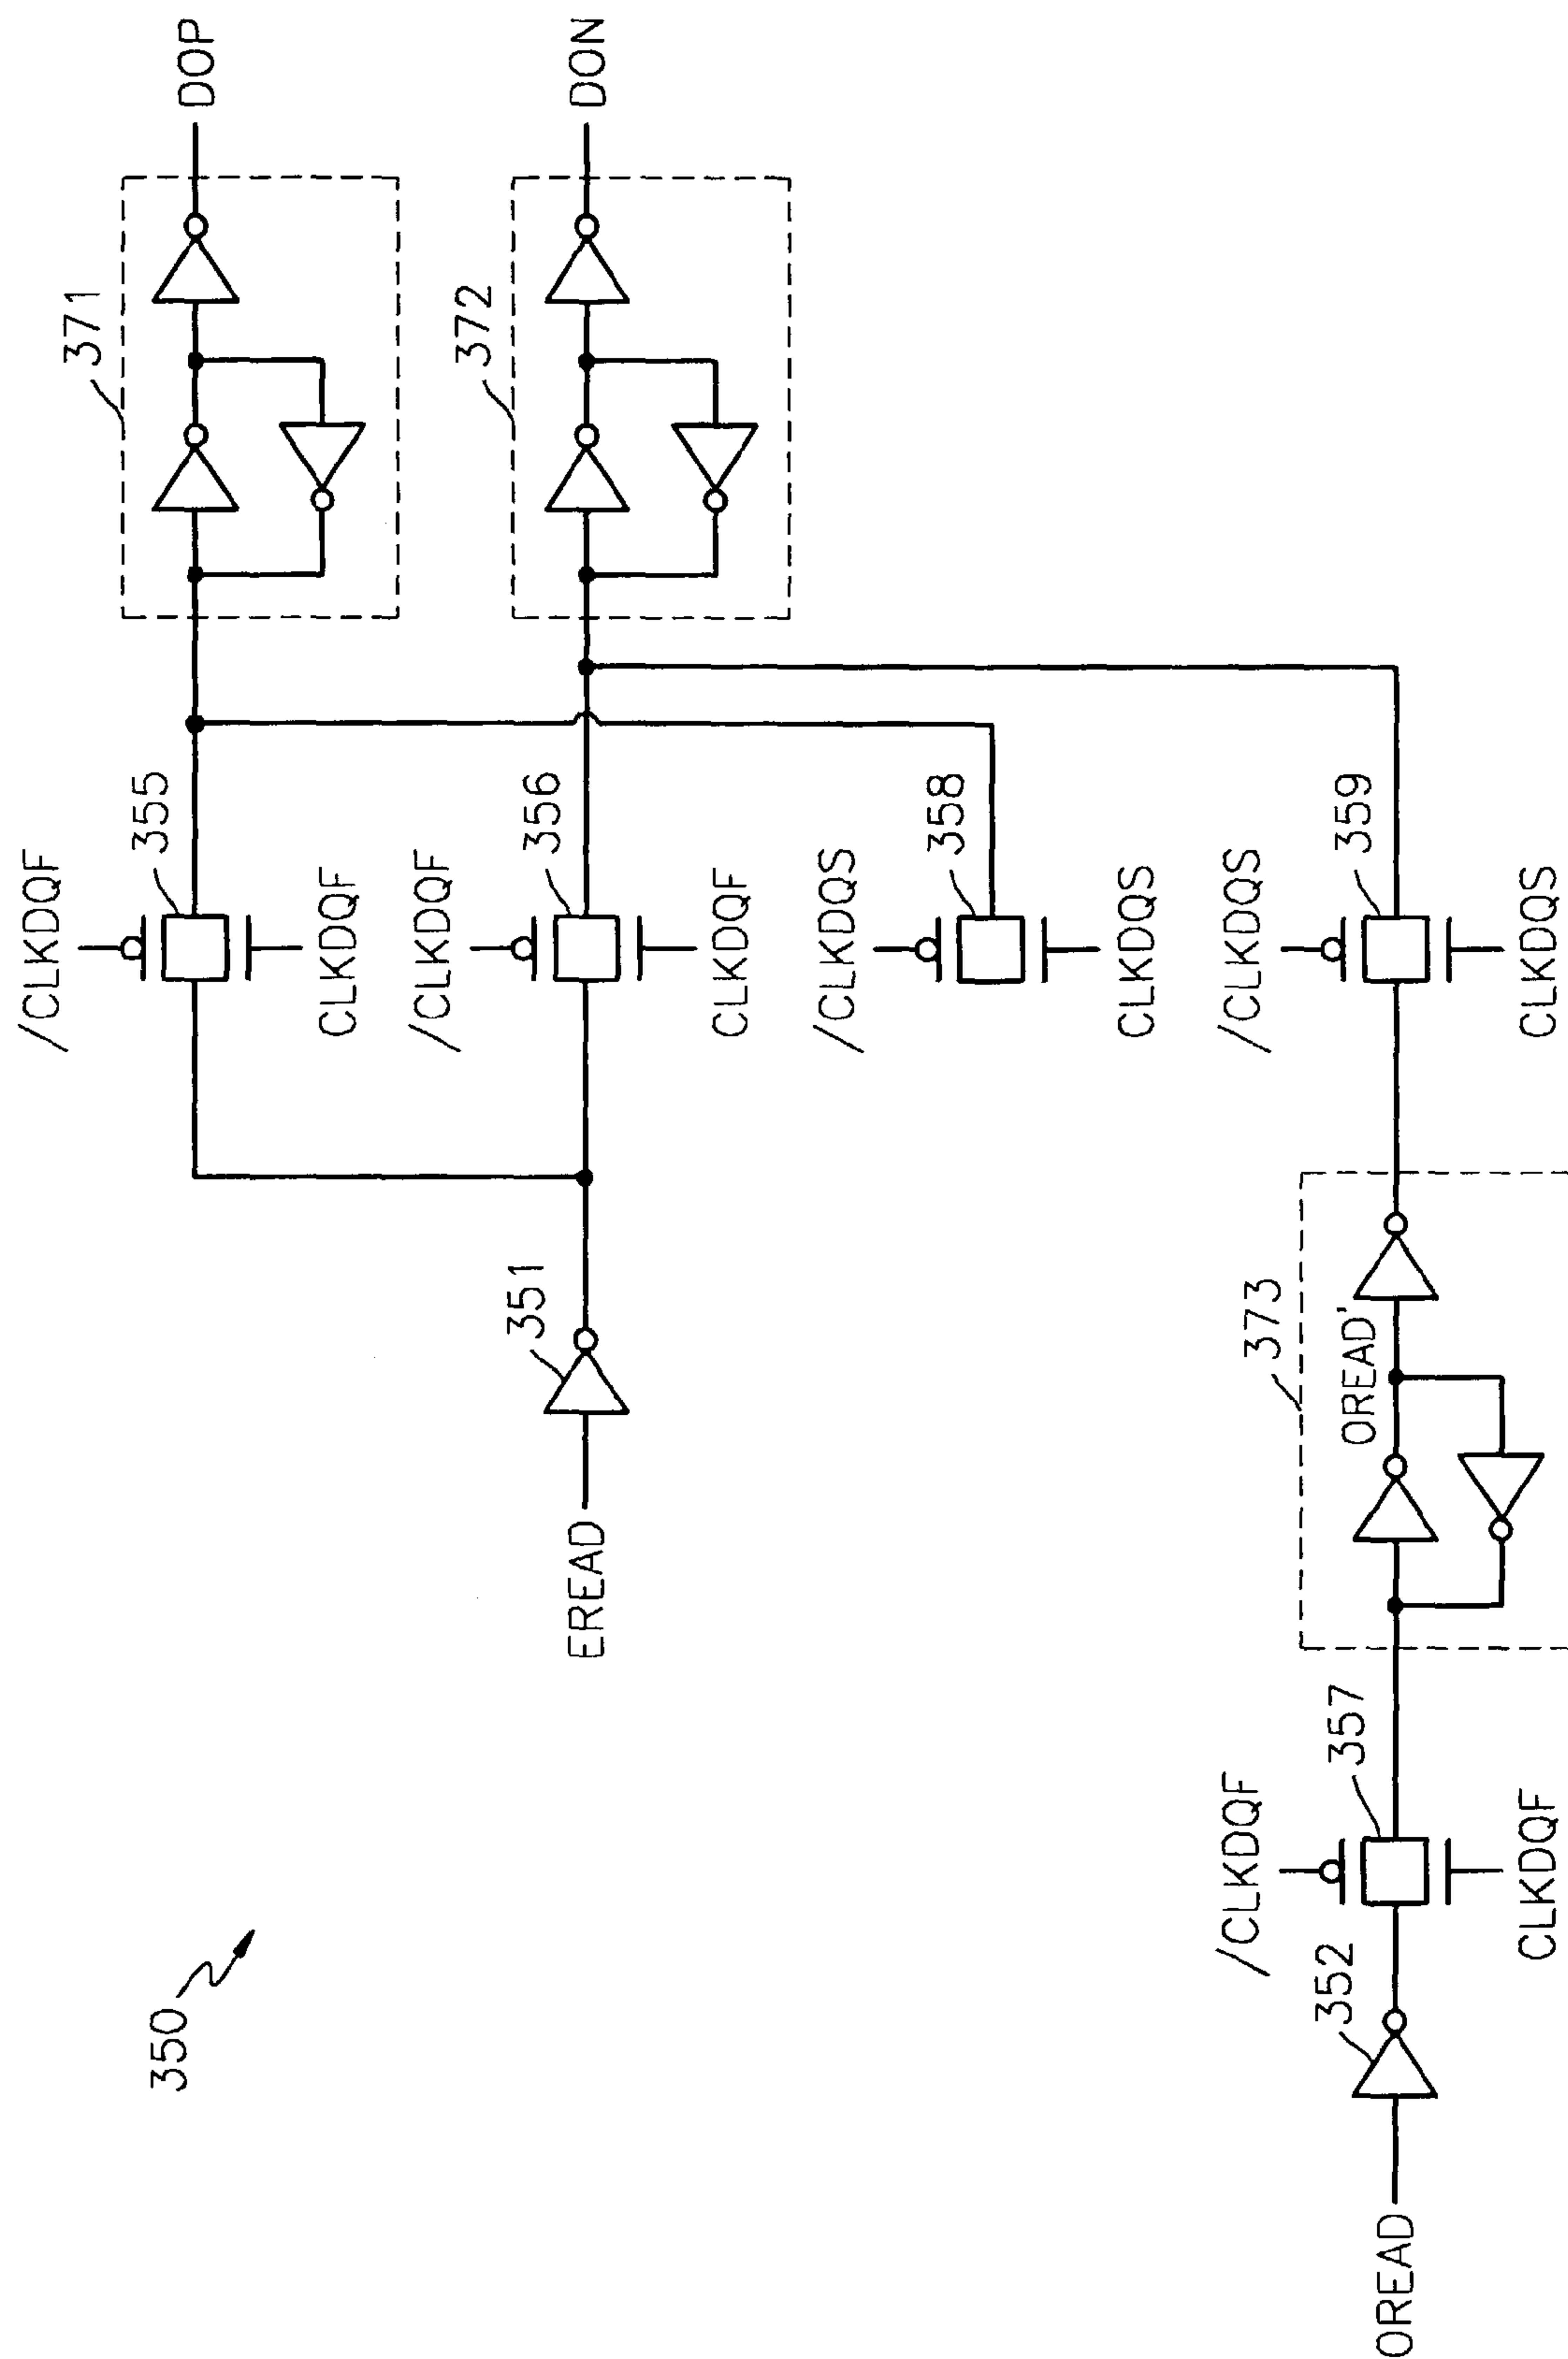 350
/CLKDQF
355
CLKDQF
371
DOP
/CLKDQF
356
CLKDQF
372
DON
EREAD
351
/CLKDQS
358
CLKDQS
/CLKDQF
357
CLKDQF
OREAD
352
373
OREAD'
/CLKDQS
359
CLKDQS